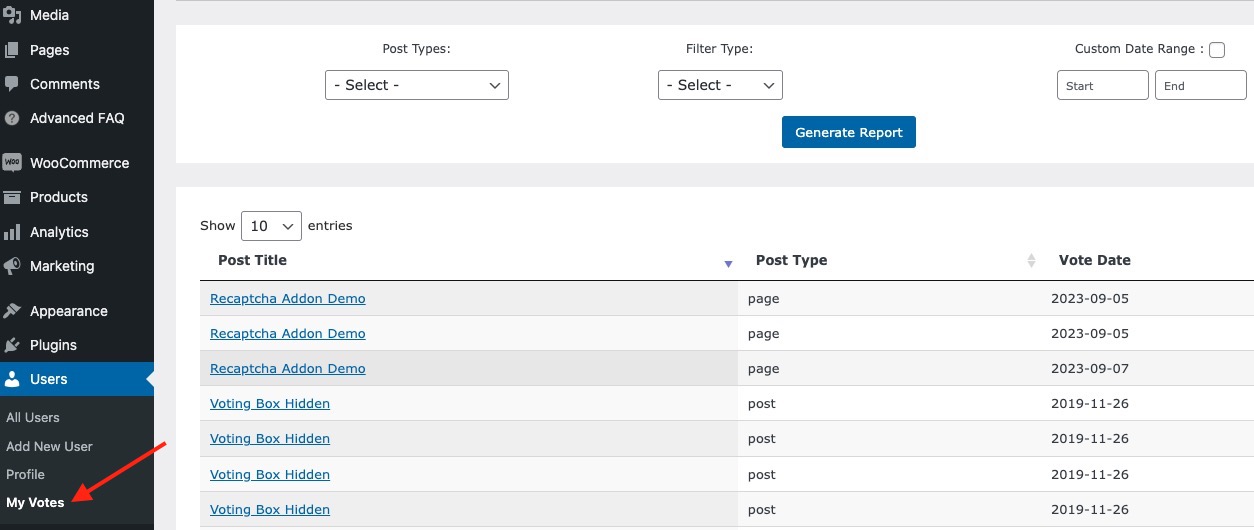 Media
Pages
Comments
Advanced FAQ
WOO WooCommerce
Products
Analytics
Marketing
Appearance
Plugins
Users
All Users
Add New User
Profile
My Votes
Post Types: Filter Type: Custom Date Range :
- Select - - Select - Start End
Generate Report
Show 10 entries
Post Title Post Type Vote Date
Recaptcha Addon Demo page 2023-09-05
Recaptcha Addon Demo page 2023-09-05
Recaptcha Addon Demo page 2023-09-07
Voting Box Hidden post 2019-11-26
Voting Box Hidden post 2019-11-26
Voting Box Hidden post 2019-11-26
Voting Box Hidden post 2019-11-26